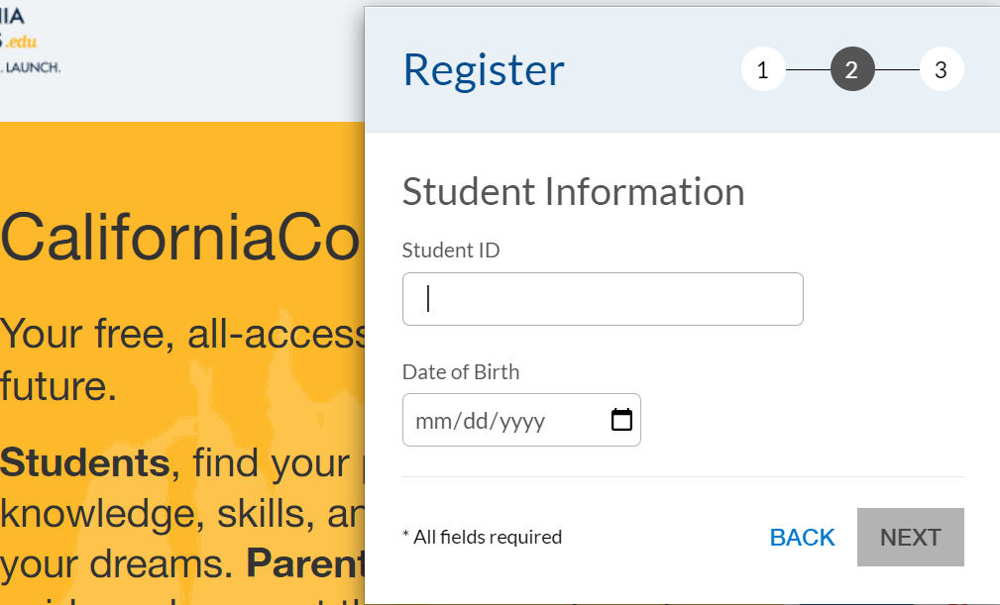 IA
.edu
. LAUNCH.
CaliforniaCo
Your free, all-access
future.
Students, find your
knowledge, skills, an
your dreams. Parent
Register
1
2
3
Student Information
Student ID
Date of Birth
mm/dd/yyyy
* All fields required
BACK
NEXT